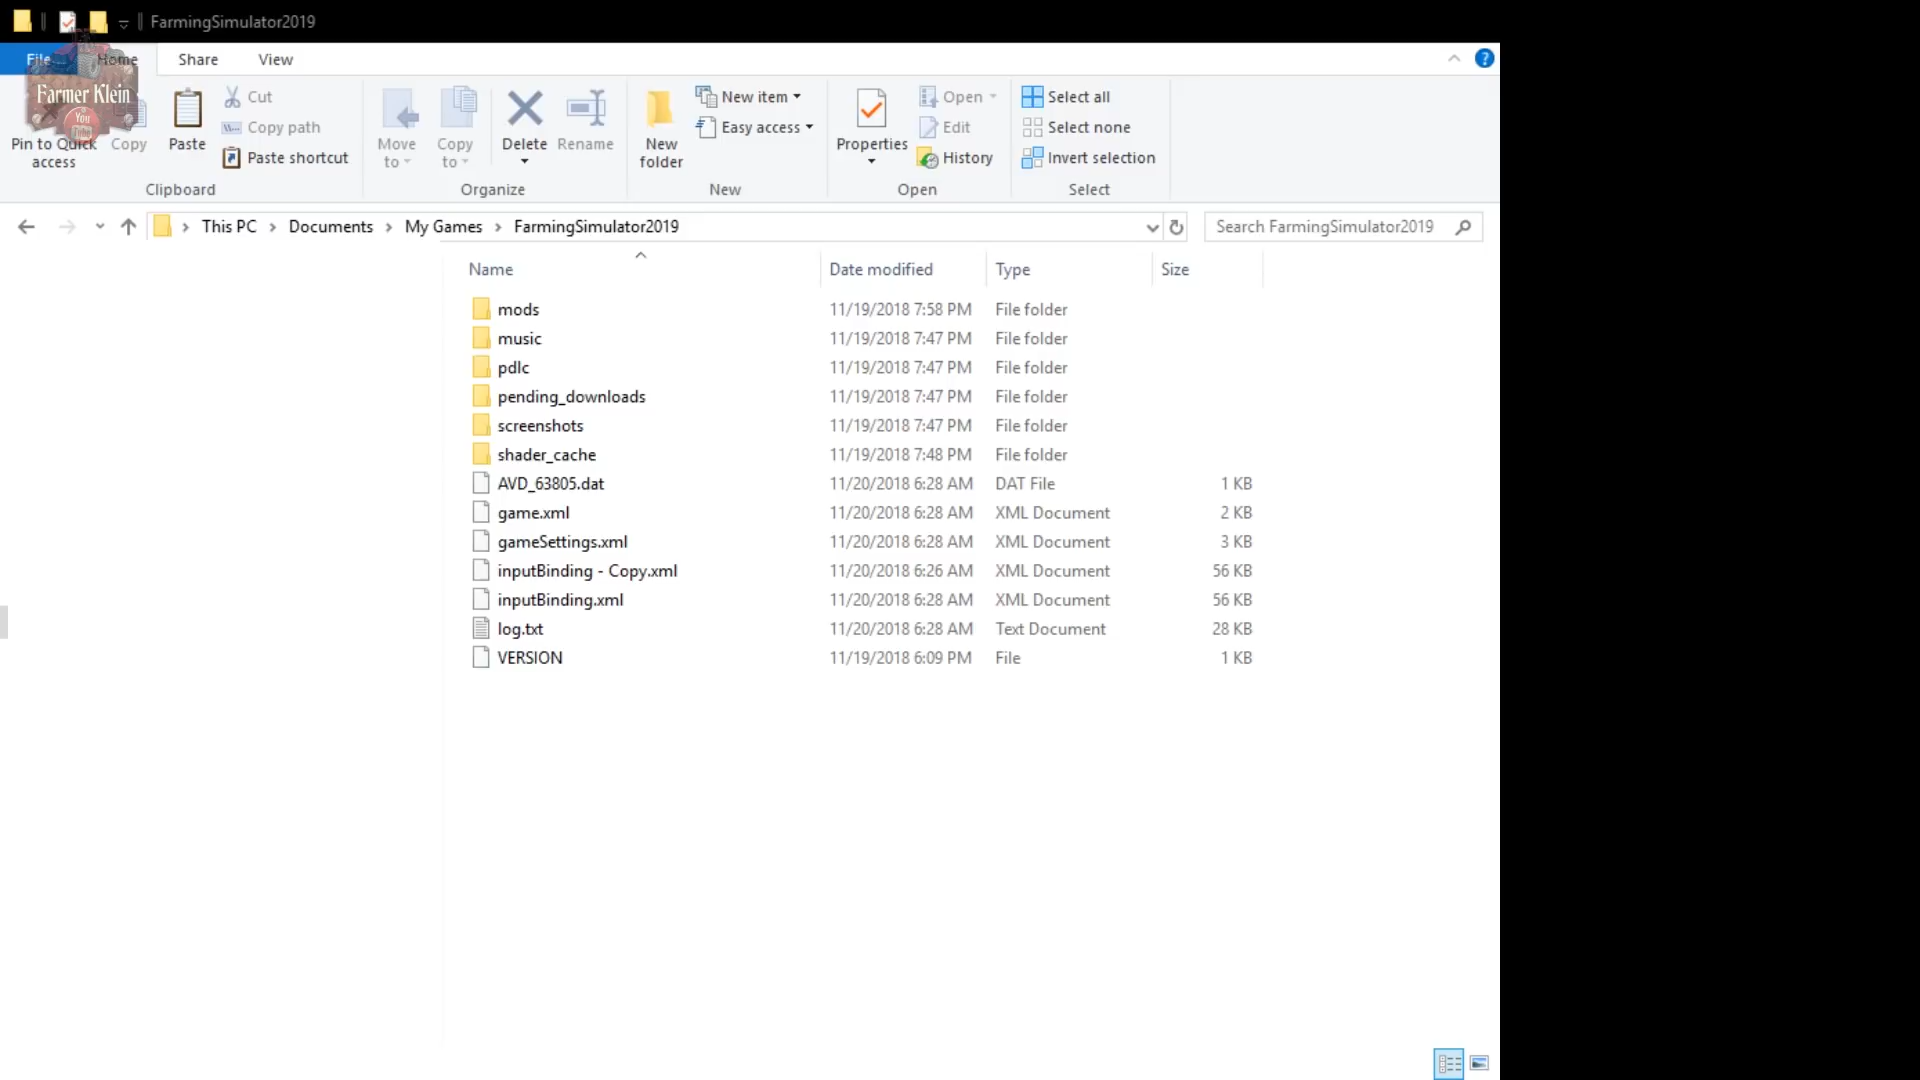 FarmingSimulator2019
File Home Share View
Farmer Klein
You
Tube
Pin to Quick
access
Copy
Paste
Cut
Copy path
Paste shortcut
Clipboard
Move
to
Copy
to
Delete
Rename
Organize
New
folder
New item
Easy access
New
Properties
Open
Edit
History
Open
Select all
Select none
Invert selection
Select
This PC > Documents > My Games > FarmingSimulator2019
Search FarmingSimulator2019
Name Date modified Type Size
mods 11/19/2018 7:58 PM File folder
music 11/19/2018 7:47 PM File folder
pdlc 11/19/2018 7:47 PM File folder
pending_downloads 11/19/2018 7:47 PM File folder
screenshots 11/19/2018 7:47 PM File folder
shader_cache 11/19/2018 7:48 PM File folder
AVD_63805.dat 11/20/2018 6:28 AM DAT File 1 KB
game.xml 11/20/2018 6:28 AM XML Document 2 KB
gameSettings.xml 11/20/2018 6:28 AM XML Document 3 KB
inputBinding - Copy.xml 11/20/2018 6:26 AM XML Document 56 KB
inputBinding.xml 11/20/2018 6:28 AM XML Document 56 KB
log.txt 11/20/2018 6:28 AM Text Document 28 KB
VERSION 11/19/2018 6:09 PM File 1 KB